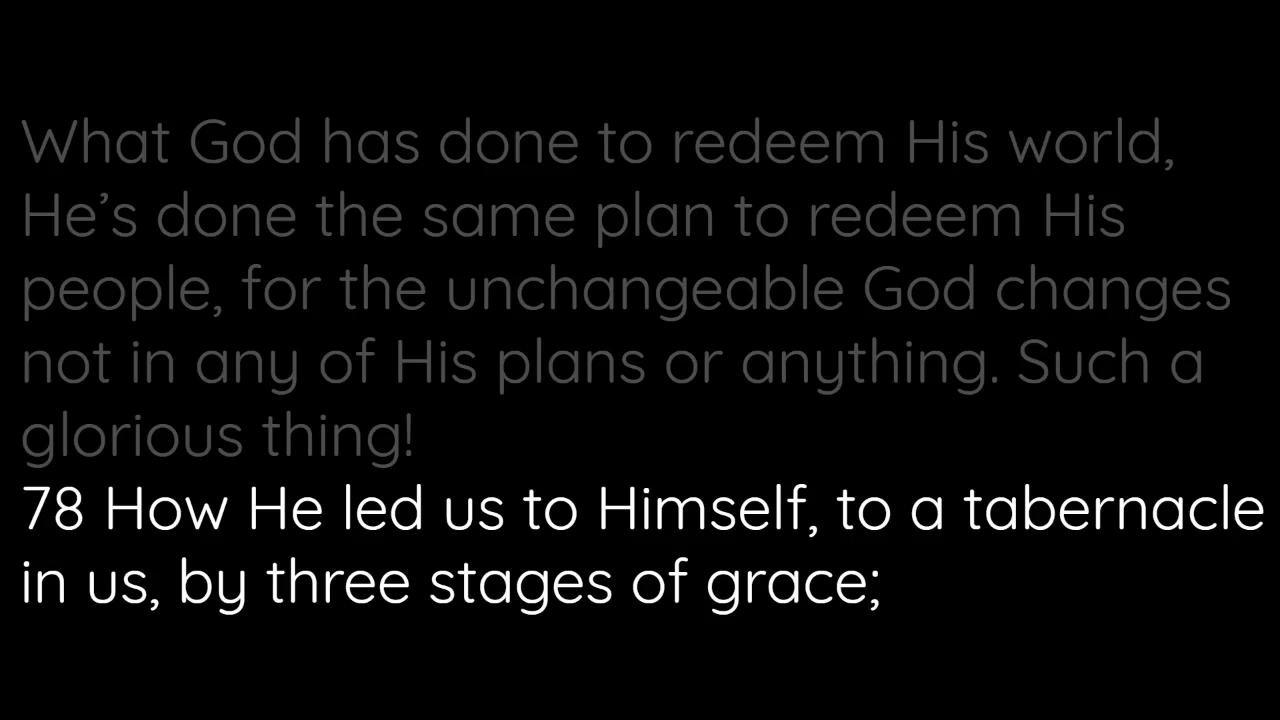 What God has done to redeem His world,
He’s done the same plan to redeem His
people, for the unchangeable God changes
not in any of His plans or anything. Such a
glorious thing!
78 How He led us to Himself, to a tabernacle
in us, by three stages of grace;